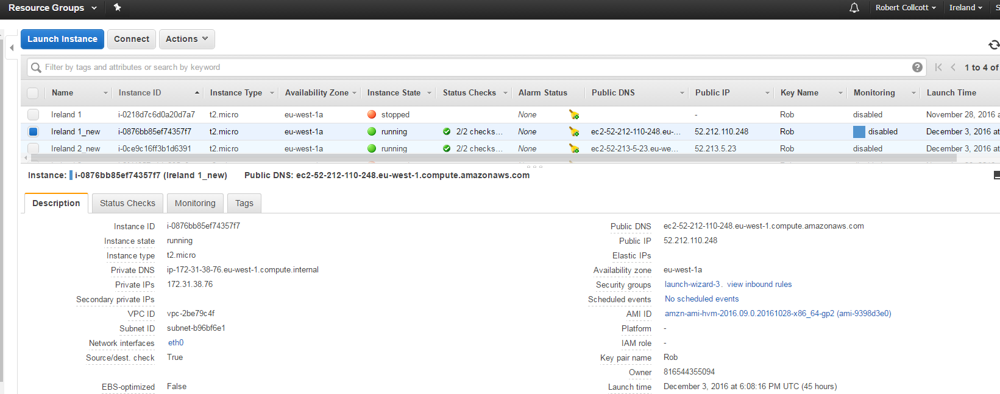 Resource Groups Robert Collcott Ireland S
Launch Instance Connect Actions
Filter by tags and attributes or search by keyword ? 1 to 4 of
Name Instance ID Instance Type Availability Zone Instance State Status Checks Alarm Status Public DNS Public IP Key Name Monitoring Launch Time
Ireland 1 i-0218d7c6d0a20d7a7 t2.micro eu-west-1a stopped None - Rob disabled November 28, 2016 a
Ireland 1_new i-0876bb85ef74357f7 t2.micro eu-west-1a running 2/2 checks... None ec2-52-212-110-248.eu-... 52.212.110.248 Rob disabled December 3, 2016 at
Ireland 2_new i-0ce9c16ff3b1d6391 t2.micro eu-west-1a running 2/2 checks... None ec2-52-213-5-23.eu-we... 52.213.5.23 Rob disabled December 3, 2016 at
Instance: i-0876bb85ef74357f7 (Ireland 1_new) Public DNS: ec2-52-212-110-248.eu-west-1.compute.amazonaws.com
Description Status Checks Monitoring Tags
Instance ID i-0876bb85ef74357f7 Public DNS ec2-52-212-110-248.eu-west-1.compute.amazonaws.com
Instance state running Public IP 52.212.110.248
Instance type t2.micro Elastic IPs
Private DNS ip-172-31-38-76.eu-west-1.compute.internal Availability zone eu-west-1a
Private IPs 172.31.38.76 Security groups launch-wizard-3. view inbound rules
Secondary private IPs Scheduled events No scheduled events
VPC ID vpc-2be79c4f AMI ID amzn-ami-hvm-2016.09.0.20161028-x86_64-gp2 (ami-9398d3e0)
Subnet ID subnet-b96bf6e1 Platform -
Network interfaces eth0 IAM role -
Source/dest. check True Key pair name Rob
Owner 816544355094
EBS-optimized False Launch time December 3, 2016 at 6:08:16 PM UTC (45 hours)